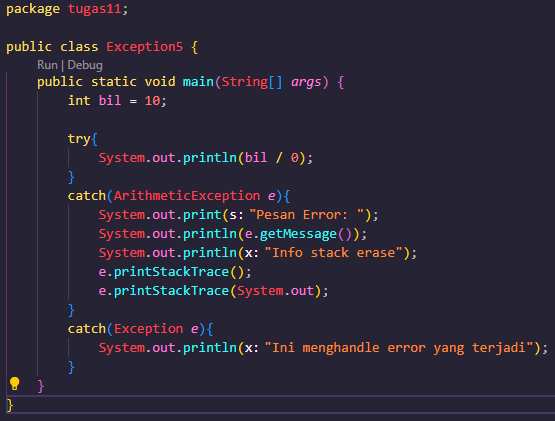 package tugas11;
public class Exception5 {
Run | Debug
public static void main(String[] args) {
int bil = 10;
try{
System.out.println(bil / 0);
}
catch(ArithmeticException e){
System.out.print(s: "Pesan Error: ");
System.out.println(e.getMessage());
System.out.println(x: "Info stack erase");
e.printStackTrace();
e.printStackTrace(System.out);
}
catch(Exception e){
System.out.println(x: "Ini menghandle error yang terjadi");
}
}
}